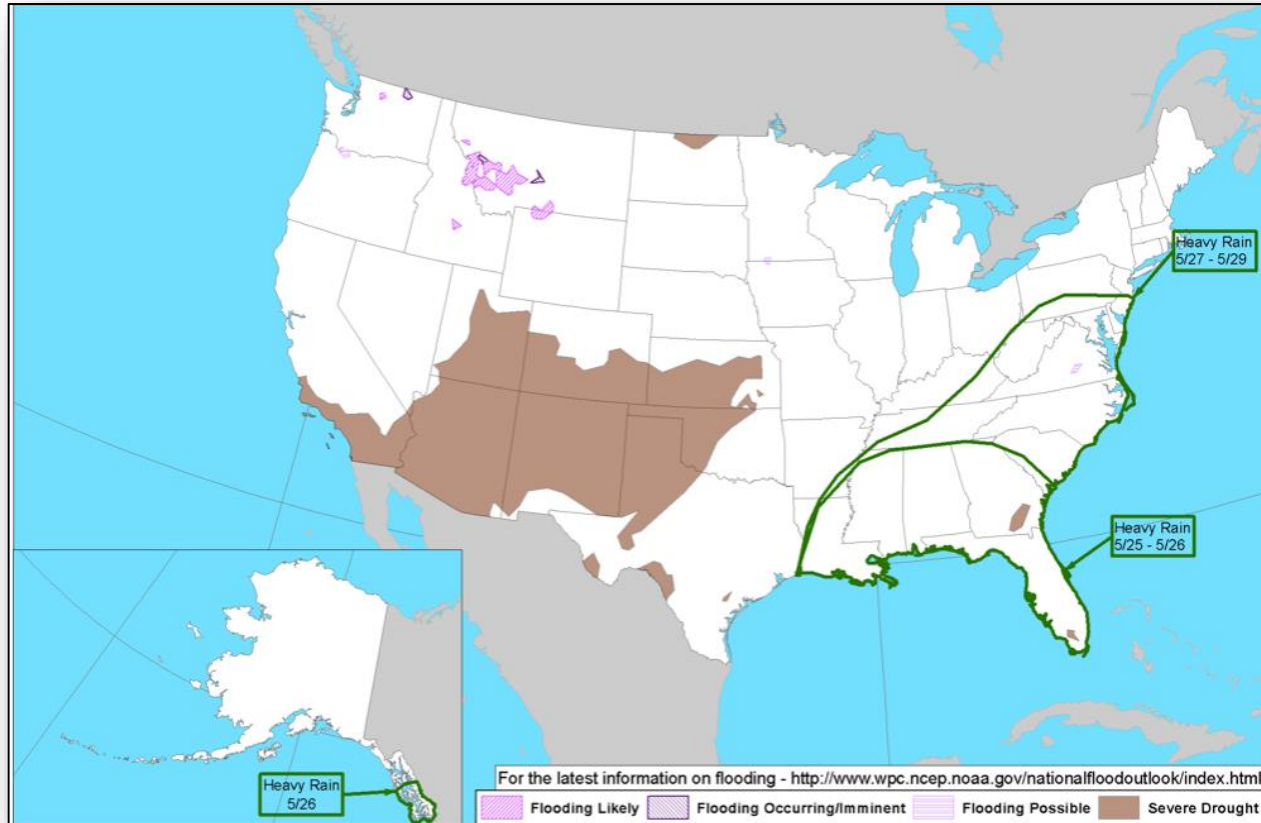 Heavy Rain
5/27 - 5/29
Heavy Rain
5/25 - 5/26
Heavy Rain
5/26
For the latest information on flooding - http://www.wpc.ncep.noaa.gov/nationalfloodoutlook/index.html
Flooding Likely Flooding Occurring/Imminent Flooding Possible Severe Drought